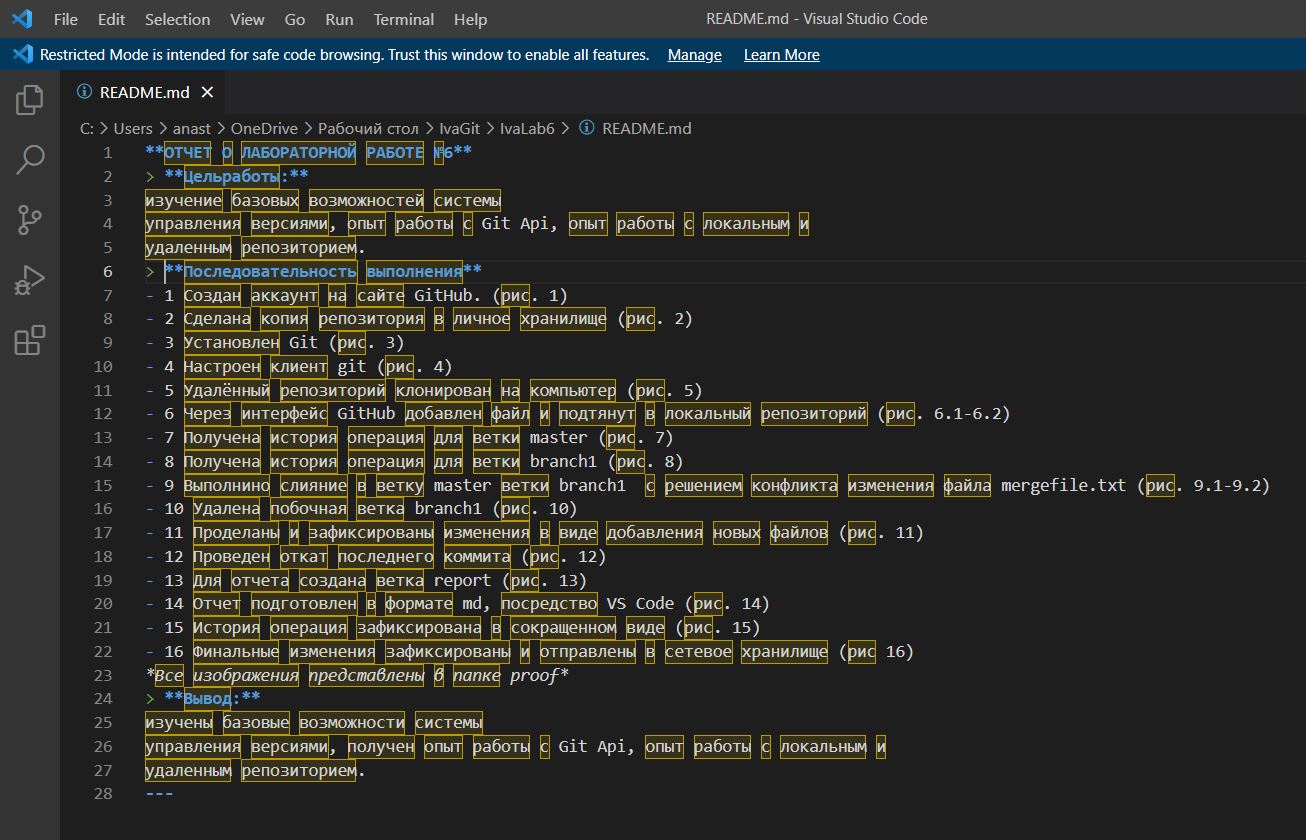 File Edit Selection View Go Run Terminal Help README.md - Visual Studio Code
Restricted Mode is intended for safe code browsing. Trust this window to enable all features. Manage Learn More
README.md
C: > Users > anast > OneDrive > Рабочий стол > IvaGit > IvaLab6 > README.md
1 **ОТЧЕТ О ЛАБОРАТОРНОЙ РАБОТЕ №6**
2 > **Цельработы:**
3 изучение базовых возможностей системы
4 управления версиями, опыт работы с Git Api, опыт работы с локальным и
5 удаленным репозиторием.
6 > **Последовательность выполнения**
7 - 1 Создан аккаунт на сайте GitHub. (рис. 1)
8 - 2 Сделана копия репозитория в личное хранилище (рис. 2)
9 - 3 Установлен Git (рис. 3)
10 - 4 Настроен клиент git (рис. 4)
11 - 5 Удалённый репозиторий клонирован на компьютер (рис. 5)
12 - 6 Через интерфейс GitHub добавлен файл и подтянут в локальный репозиторий (рис. 6.1-6.2)
13 - 7 Получена история операция для ветки master (рис. 7)
14 - 8 Получена история операция для ветки branch1 (рис. 8)
15 - 9 Выполнино слияние в ветку master ветки branch1  с решением конфликта изменения файла mergefile.txt (рис. 9.1-9.2)
16 - 10 Удалена побочная ветка branch1 (рис. 10)
17 - 11 Проделаны и зафиксированы изменения в виде добавления новых файлов (рис. 11)
18 - 12 Проведен откат последнего коммита (рис. 12)
19 - 13 Для отчета создана ветка report (рис. 13)
20 - 14 Отчет подготовлен в формате md, посредство VS Code (рис. 14)
21 - 15 История операция зафиксирована в сокращенном виде (рис. 15)
22 - 16 Финальные изменения зафиксированы и отправлены в сетевое хранилище (рис 16)
23 *Все изображения представлены в папке proof*
24 > **Вывод:**
25 изучены базовые возможности системы
26 управления версиями, получен опыт работы с Git Api, опыт работы с локальным и
27 удаленным репозиторием.
28 ---